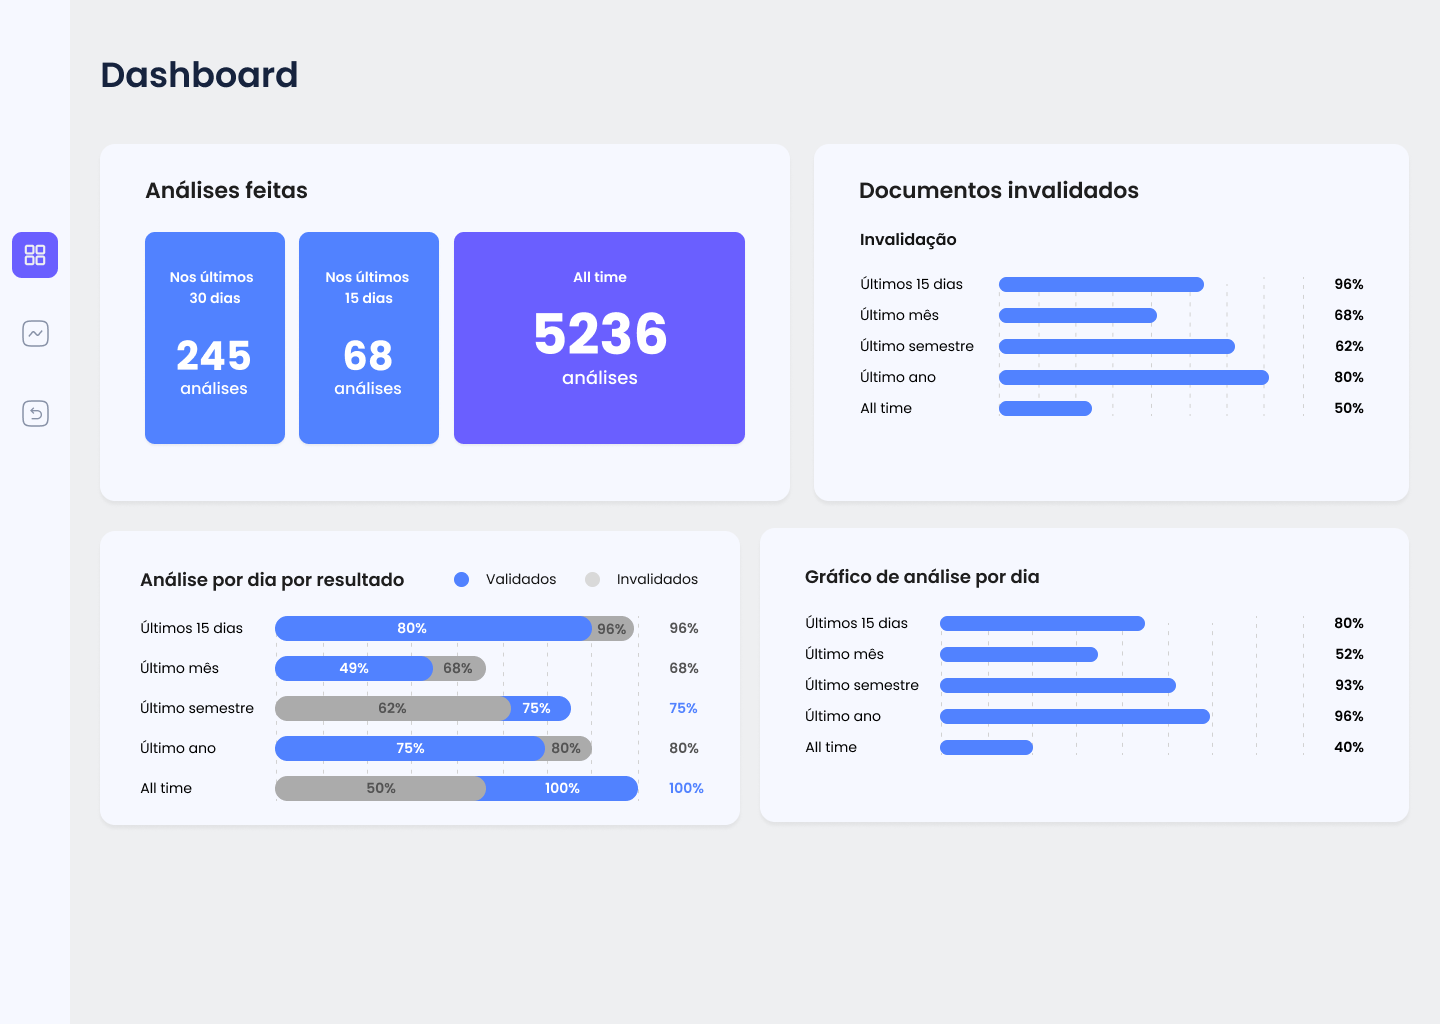 Dashboard
Análises feitas
Nos últimos
30 dias
245
análises
Nos últimos
15 dias
68
análises
All time
5236
análises
Documentos invalidados
Invalidação
Últimos 15 dias 96%
Último mês 68%
Último semestre 62%
Último ano 80%
All time 50%
Análise por dia por resultado Validados Invalidados
Últimos 15 dias 80% 96% 96%
Último mês 49% 68% 68%
Último semestre 62% 75% 75%
Último ano 75% 80% 80%
All time 50% 100% 100%
Gráfico de análise por dia
Últimos 15 dias 80%
Último mês 52%
Último semestre 93%
Último ano 96%
All time 40%